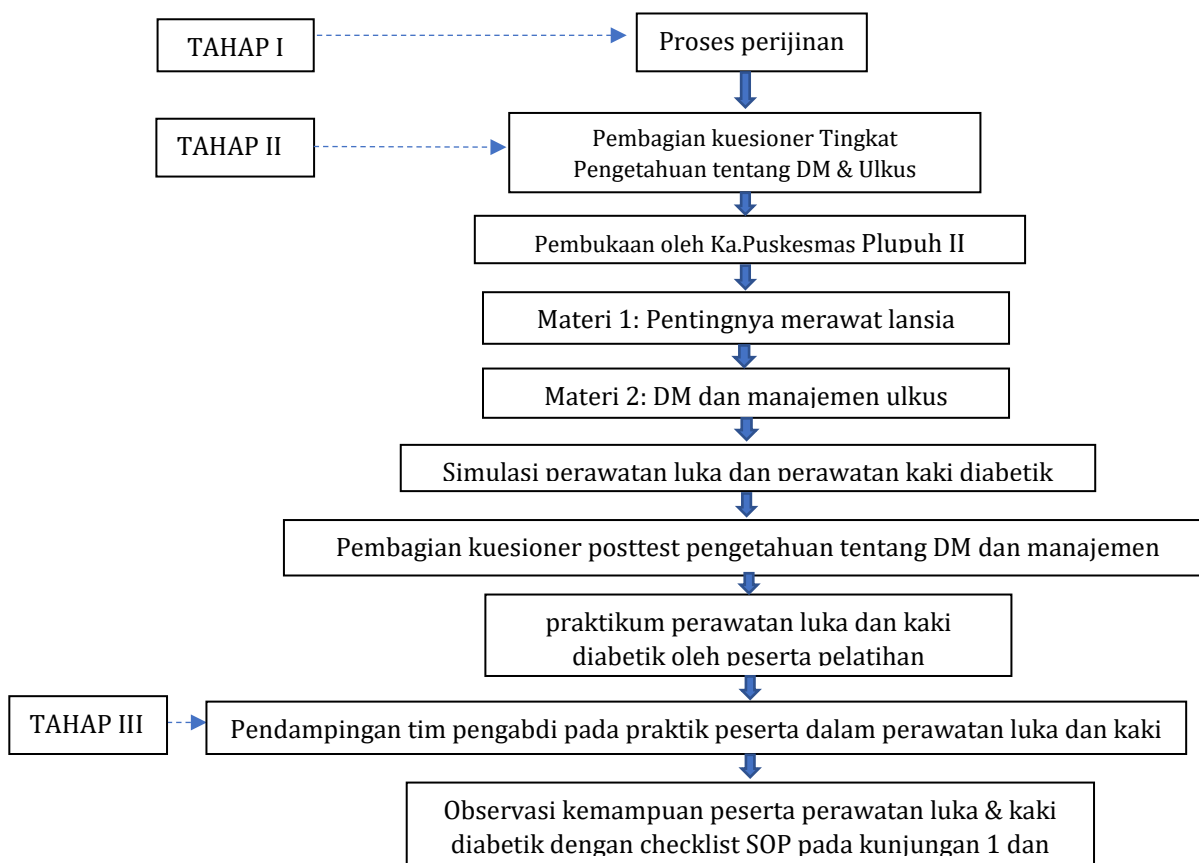 TAHAP I
Proses perijinan
TAHAP II
Pembagian kuesioner Tingkat
Pengetahuan tentang DM & Ulkus
Pembukaan oleh Ka.Puskesmas Plupuh II
Materi 1: Pentingnya merawat lansia
Materi 2: DM dan manajemen ulkus
Simulasi perawatan luka dan perawatan kaki diabetik
Pembagian kuesioner posttest pengetahuan tentang DM dan manajemen
praktikum perawatan luka dan kaki
diabetik oleh peserta pelatihan
TAHAP III
Pendampingan tim pengabdi pada praktik peserta dalam perawatan luka dan kaki
Observasi kemampuan peserta perawatan luka & kaki
diabetik dengan checklist SOP pada kunjungan 1 dan